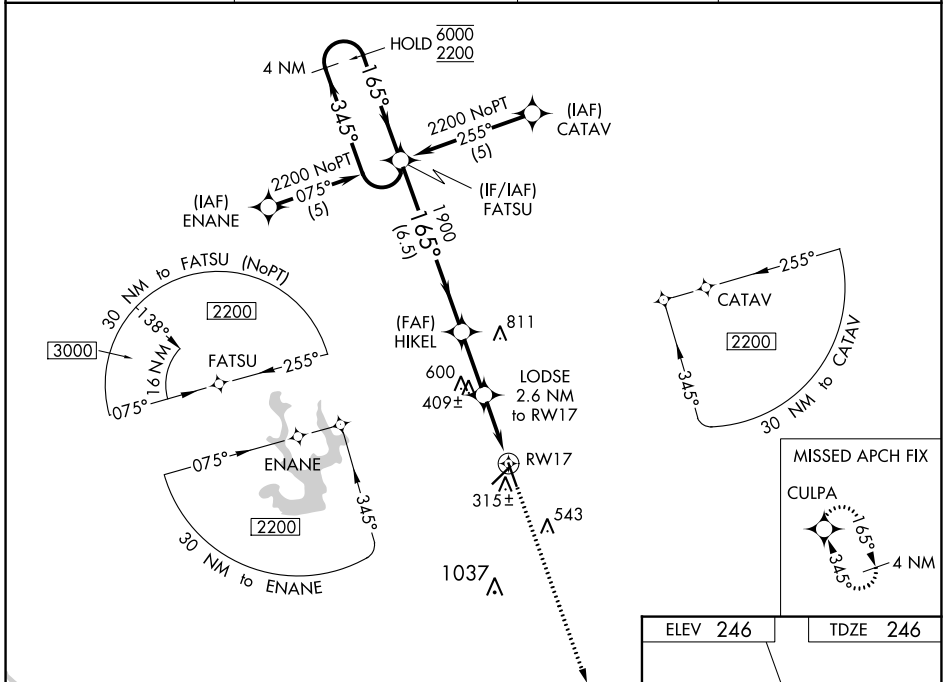 HOLD 6000
2200
4 NM
165°
345°
2200 NoPT
255°
(5)
(IAF)
CATAV
2200 NoPT
075°
(5)
(IAF)
ENANE
(IF/IAF)
FATSU
1900
165°
(6.5)
30 NM to FATSU (NoPT)
2200
138°
3000
16 NM
FATSU
075°
255°
(FAF)
HIKEL
811
255°
CATAV
2200
345°
30 NM to CATAV
600
409±
LODSE
2.6 NM
to RW17
RW17
315±
543
1037
075°
ENANE
345°
2200
30 NM to ENANE
MISSED APCH FIX
CULPA
165°
345°
4 NM
ELEV 246
TDZE 246